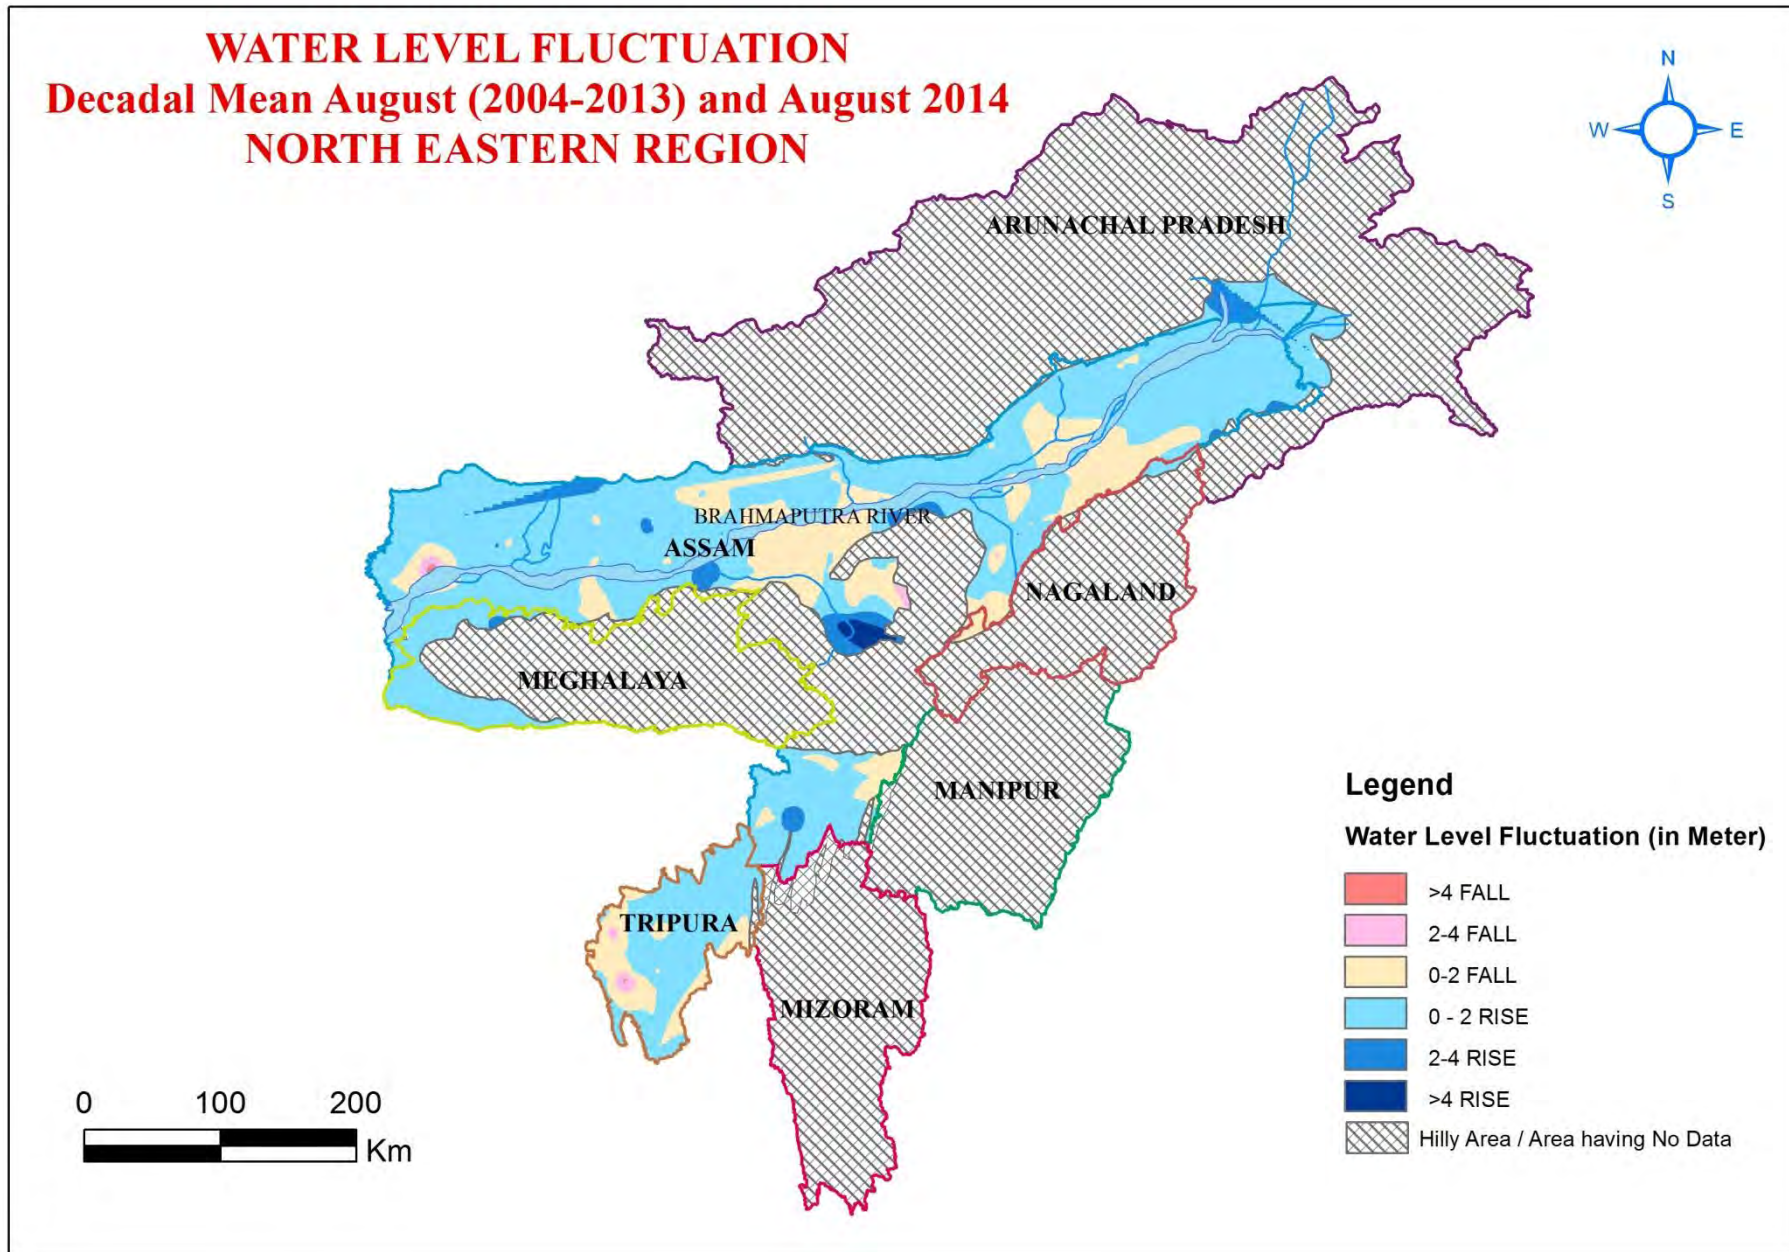 WATER LEVEL FLUCTUATION
Decadal Mean August (2004-2013) and August 2014
NORTH EASTERN REGION
N
W
E
S
ARUNACHAL PRADESH
BRAHMAPUTRA RIVER
ASSAM
NAGALAND
MEGHALAYA
MANIPUR
TRIPURA
MIZORAM
Legend
Water Level Fluctuation (in Meter)
>4 FALL
2-4 FALL
0-2 FALL
0 - 2 RISE
2-4 RISE
>4 RISE
Hilly Area / Area having No Data
0 100 200
Km